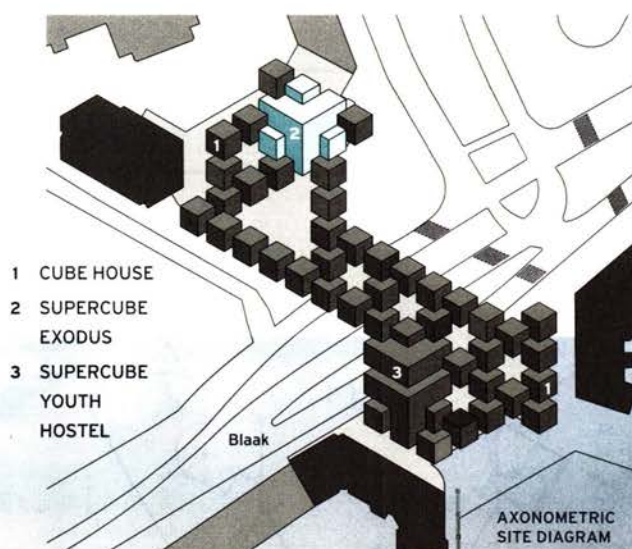 1
2
1 CUBE HOUSE
2 SUPERCUBE
EXODUS
3 SUPERCUBE
YOUTH
HOSTEL
3
1
Blaak
AXONOMETRIC
SITE DIAGRAM